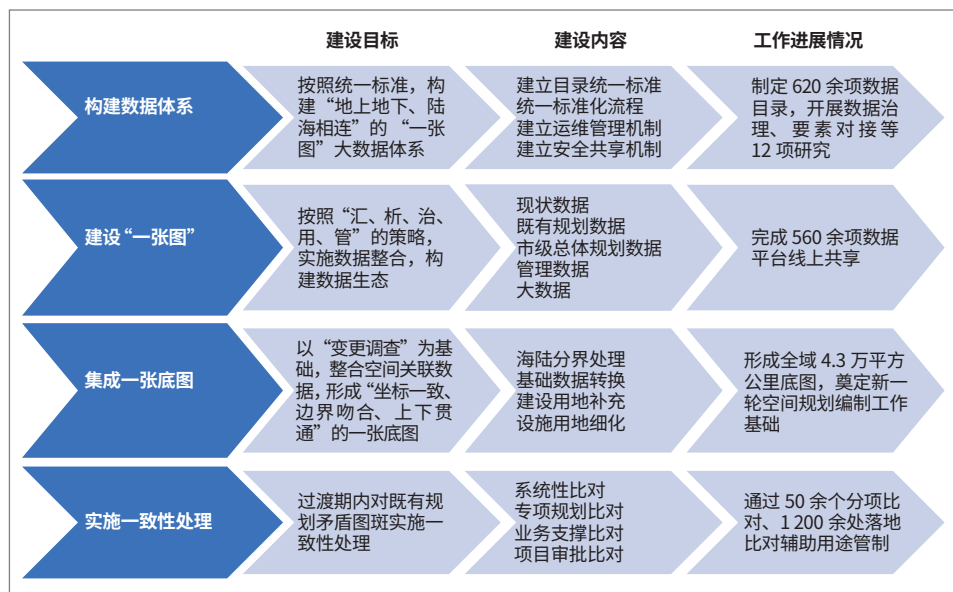 建设目标
建设内容
工作进展情况
构建数据体系
按照统一标准，构
建“地上地下、陆
海相连”的“一张
图”大数据体系
建立目录统一标准
统一标准化流程
建立运维管理机制
建立安全共享机制
制定 620 余项数据
目录，开展数据治
理、要素对接等
12 项研究
建设“一张图”
按照“汇、析、治、
用、管”的策略，
实施数据整合，构
建数据生态
现状数据
既有规划数据
市级总体规划数据
管理数据
大数据
完成 560 余项数据
平台线上共享
集成一张底图
以“变更调查”为基
础，整合空间关联数
据，形成“坐标一致、
边界吻合、上下贯
通”的一张底图
海陆分界处理
基础数据转换
建设用地补充
设施用地细化
形成全域 4.3 万平方
公里底图，奠定新一
轮空间规划编制工作
基础
实施一致性处理
过渡期内对既有规
划矛盾图斑实施一
致性处理
系统性比对
专项规划比对
业务支撑比对
项目审批比对
通过 50 余个分项比
对、1 200 余处落地
比对辅助用途管制